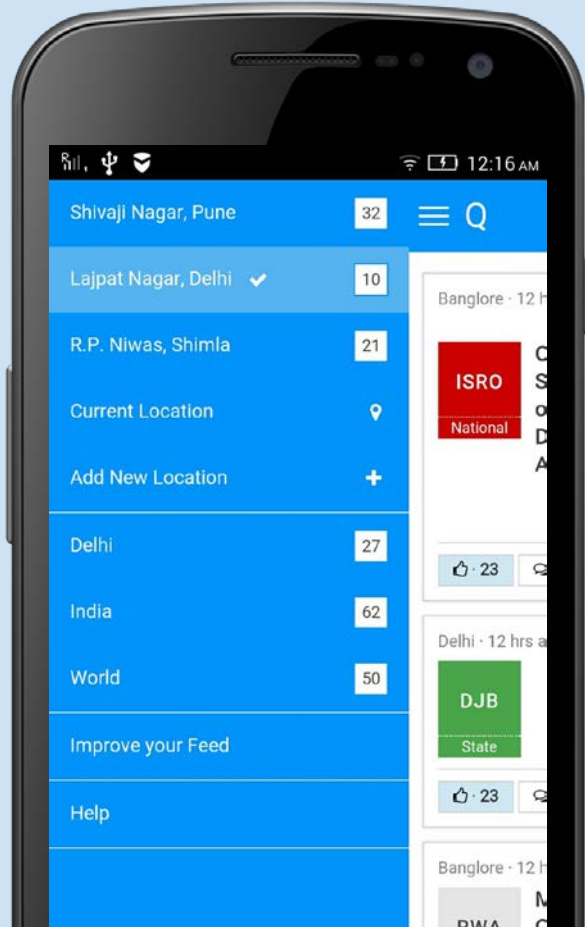 12:16 AM
Shivaji Nagar, Pune 32
Q
Lajpat Nagar, Delhi 10
R.P. Niwas, Shimla 21
Current Location
Add New Location
Delhi 27
India 62
World 50
Improve your Feed
Help
Banglore · 12 h
ISRO
National
C
S
o
D
A
· 23
Delhi · 12 hrs a
DJB
State
· 23
Banglore · 12 h
RWA